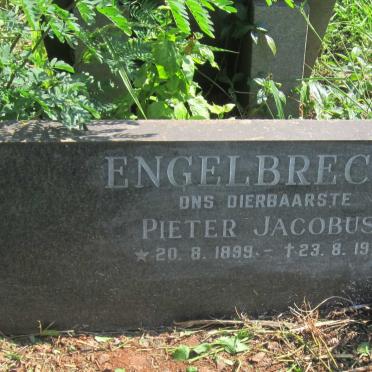 ENGELBREC
ONS DIERBAARSTE
PIETER JACOBUS
★20. 8. 1899. – †23. 8. 19